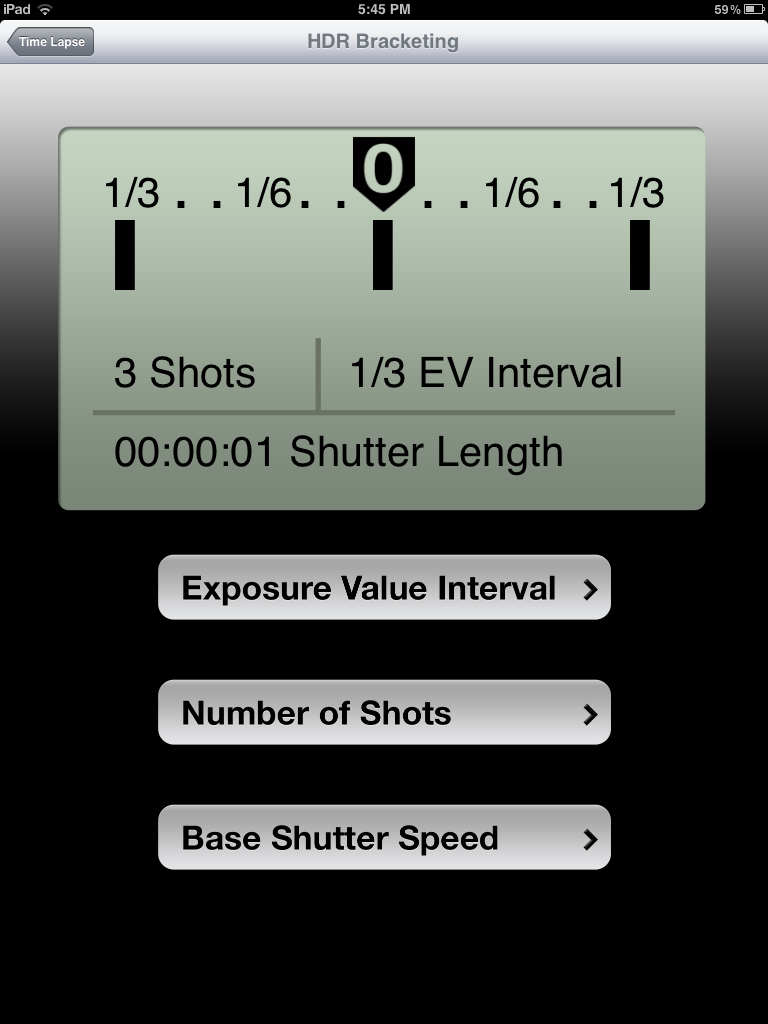 iPad 5:45 PM 59%
Time Lapse HDR Bracketing
0
1/3 . . 1/6 . . . . 1/6 . . 1/3
3 Shots 1/3 EV Interval
00:00:01 Shutter Length
Exposure Value Interval
Number of Shots
Base Shutter Speed